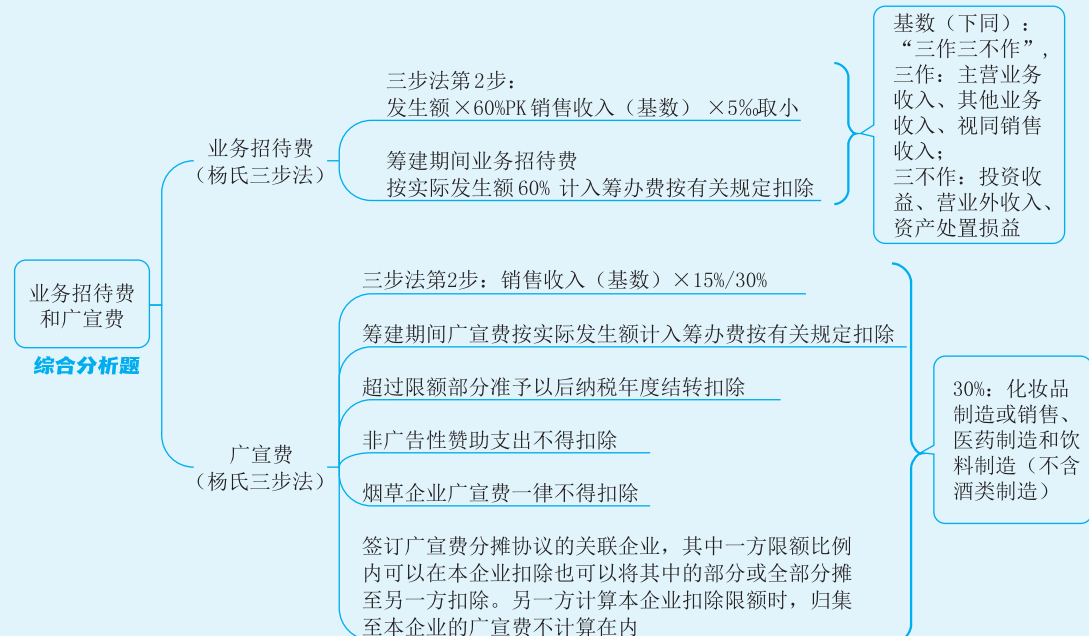 业务招待费
和广宣费
综合分析题
业务招待费
（杨氏三步法）
三步法第2步：
发生额×60%PK销售收入（基数）×5‰取小
筹建期间业务招待费
按实际发生额60% 计入筹办费按有关规定扣除
基数（下同）：
“三作三不作”，
三作：主营业务
收入、其他业务
收入、视同销售
收入；
三不作：投资收
益、营业外收入、
资产处置损益
广宣费
（杨氏三步法）
三步法第2步：销售收入（基数）×15%/30%
筹建期间广宣费按实际发生额计入筹办费按有关规定扣除
超过限额部分准予以后纳税年度结转扣除
非广告性赞助支出不得扣除
烟草企业广宣费一律不得扣除
签订广宣费分摊协议的关联企业，其中一方限额比例
内可以在本企业扣除也可以将其中的部分或全部分摊
至另一方扣除。另一方计算本企业扣除限额时，归集
至本企业的广宣费不计算在内
30%：化妆品
制造或销售、
医药制造和饮
料制造（不含
酒类制造）